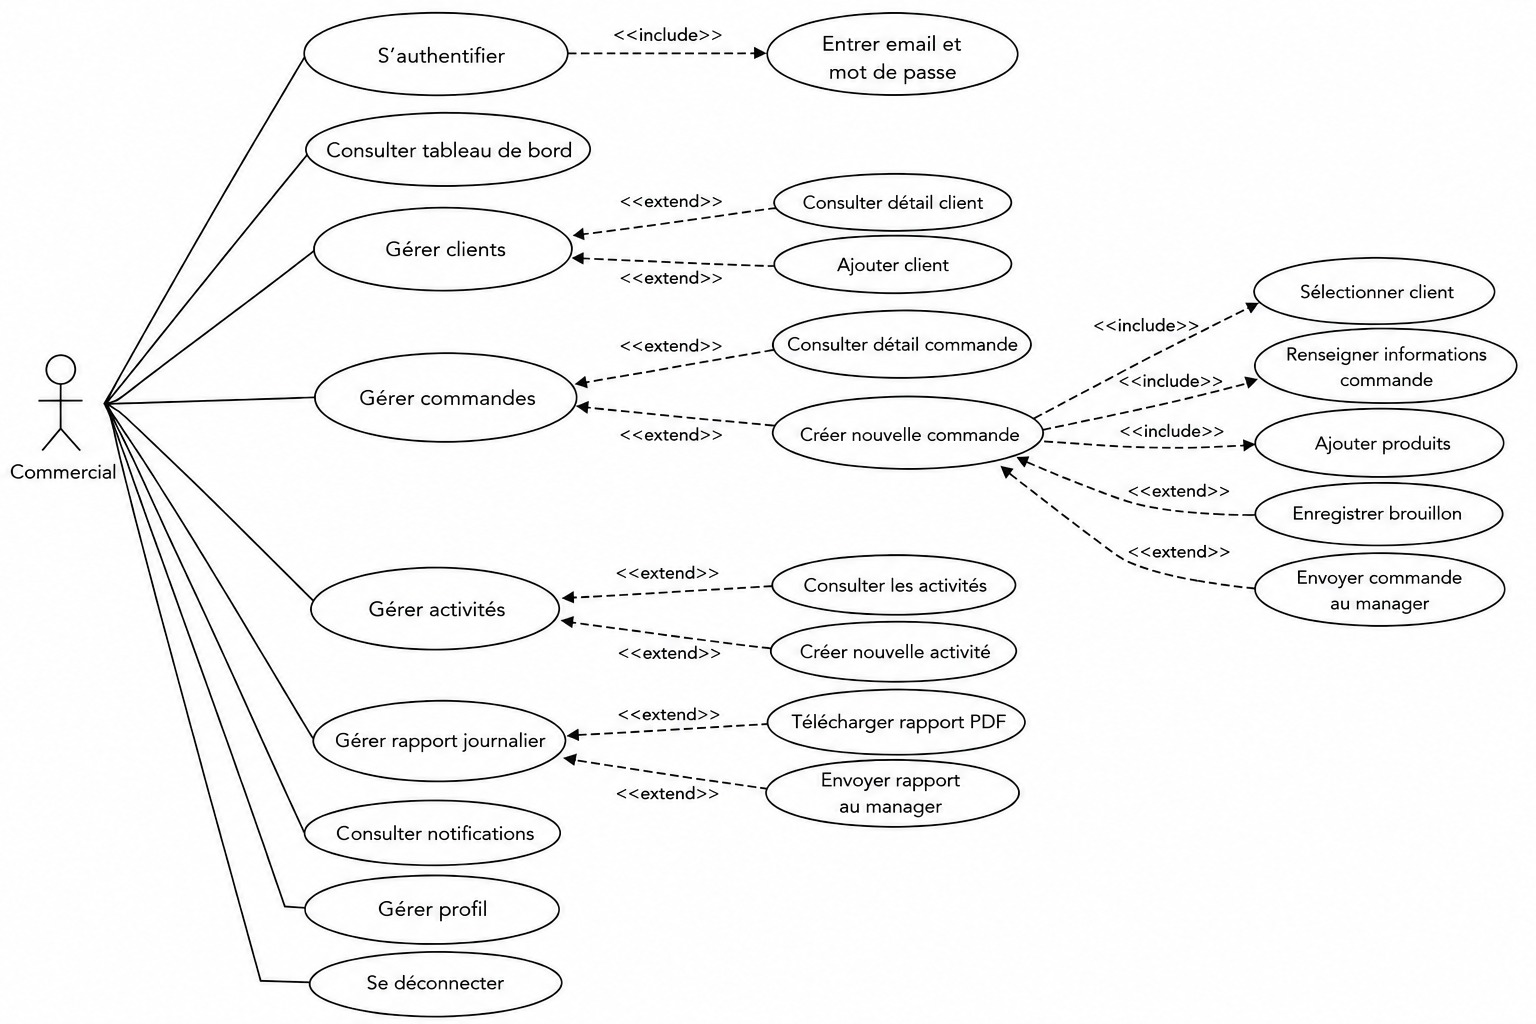 S'authentifier
<<include>>
Entrer email et
mot de passe
Consulter tableau de bord
Gérer clients
<<extend>>
Consulter détail client
<<extend>>
Ajouter client
Gérer commandes
<<extend>>
Consulter détail commande
<<extend>>
Créer nouvelle commande
<<include>>
Sélectionner client
<<include>>
Renseigner informations
commande
<<include>>
Ajouter produits
<<extend>>
Enregistrer brouillon
<<extend>>
Envoyer commande
au manager
Commercial
Gérer activités
<<extend>>
Consulter les activités
<<extend>>
Créer nouvelle activité
Gérer rapport journalier
<<extend>>
Télécharger rapport PDF
<<extend>>
Envoyer rapport
au manager
Consulter notifications
Gérer profil
Se déconnecter